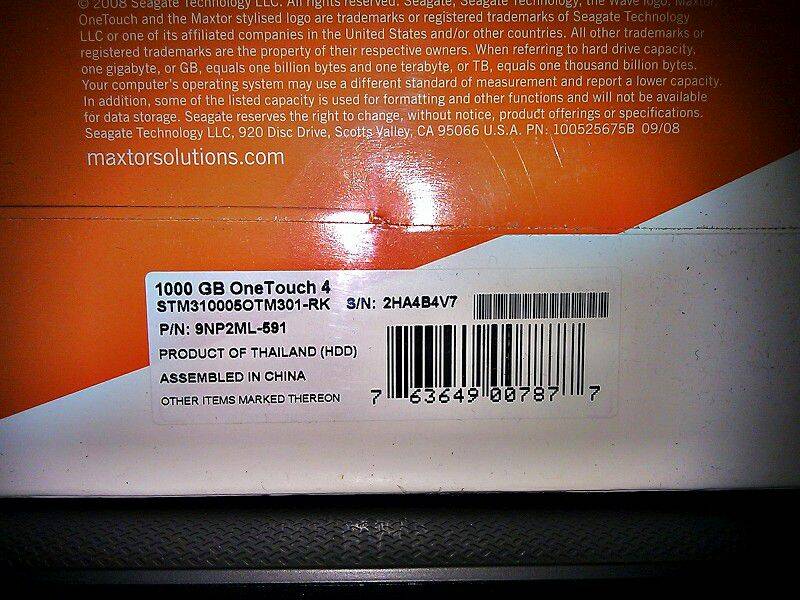 © 2008 Seagate Technology LLC. All rights reserved. Seagate, Seagate Technology, the Wave logo, Maxtor,
OneTouch and the Maxtor stylised logo are trademarks or registered trademarks of Seagate Technology
LLC or one of its affiliated companies in the United States and/or other countries. All other trademarks or
registered trademarks are the property of their respective owners. When referring to hard drive capacity,
one gigabyte, or GB, equals one billion bytes and one terabyte, or TB, equals one thousand billion bytes.
Your computer's operating system may use a different standard of measurement and report a lower capacity.
In addition, some of the listed capacity is used for formatting and other functions and will not be available
for data storage. Seagate reserves the right to change, without notice, product offerings or specifications.
Seagate Technology LLC, 920 Disc Drive, Scotts Valley, CA 95066 U.S.A. PN: 100525675B 09/08
maxtorsolutions.com
1000 GB OneTouch 4
STM310005OTM301-RK S/N: 2HA4B4V7
P/N: 9NP2ML-591
PRODUCT OF THAILAND (HDD)
ASSEMBLED IN CHINA
OTHER ITEMS MARKED THEREON
7 63649 00787 7